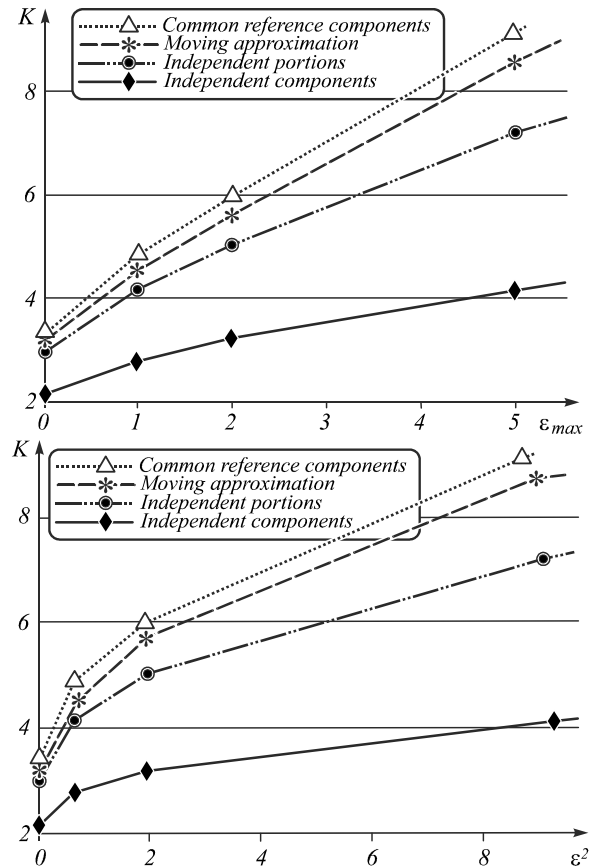 K
Common reference components
Moving approximation
Independent portions
Independent components
8
6
4
2
0 1 2 3 4 5 εmax
K
Common reference components
Moving approximation
Independent portions
Independent components
8
6
4
2
0 2 4 6 8 ε²